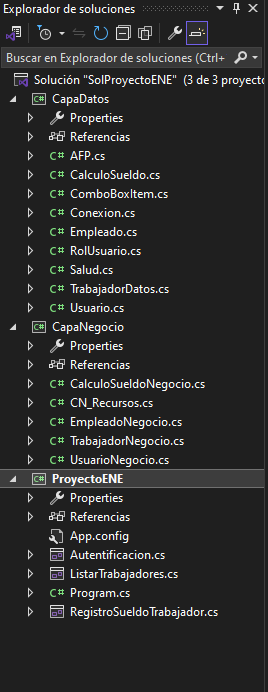 Explorador de soluciones
Buscar en Explorador de soluciones (Ctrl+
Solución "SolProyectoENE" (3 de 3 proyecto
C# CapaDatos
Properties
Referencias
C# AFP.cs
C# CalculoSueldo.cs
C# ComboBoxItem.cs
C# Conexion.cs
C# Empleado.cs
C# RolUsuario.cs
C# Salud.cs
C# TrabajadorDatos.cs
C# Usuario.cs
C# CapaNegocio
Properties
Referencias
C# CalculoSueldoNegocio.cs
C# CN_Recursos.cs
C# EmpleadoNegocio.cs
C# TrabajadorNegocio.cs
C# UsuarioNegocio.cs
C# ProyectoENE
Properties
Referencias
App.config
Autentificacion.cs
ListarTrabajadores.cs
C# Program.cs
RegistroSueldoTrabajador.cs